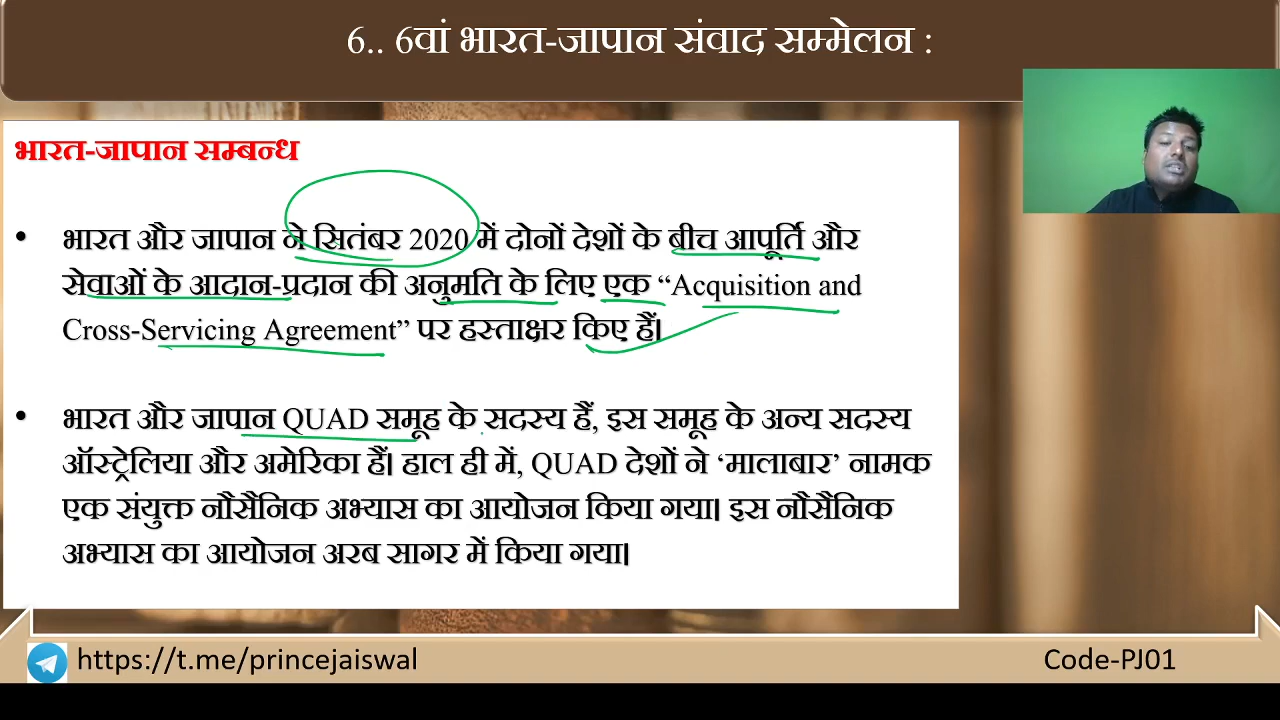 6.. 6वां भारत-जापान संवाद सम्मेलन :
भारत-जापान सम्बन्ध
• भारत और जापान ने सितंबर 2020 में दोनों देशों के बीच आपूर्ति और
सेवाओं के आदान-प्रदान की अनुमति के लिए एक “Acquisition and
Cross-Servicing Agreement” पर हस्ताक्षर किए हैं।
• भारत और जापान QUAD समूह के सदस्य हैं, इस समूह के अन्य सदस्य
ऑस्ट्रेलिया और अमेरिका हैं। हाल ही में, QUAD देशों ने ‘मालाबार’ नामक
एक संयुक्त नौसैनिक अभ्यास का आयोजन किया गया। इस नौसैनिक
अभ्यास का आयोजन अरब सागर में किया गया।
https://t.me/princejaiswal
Code-PJ01